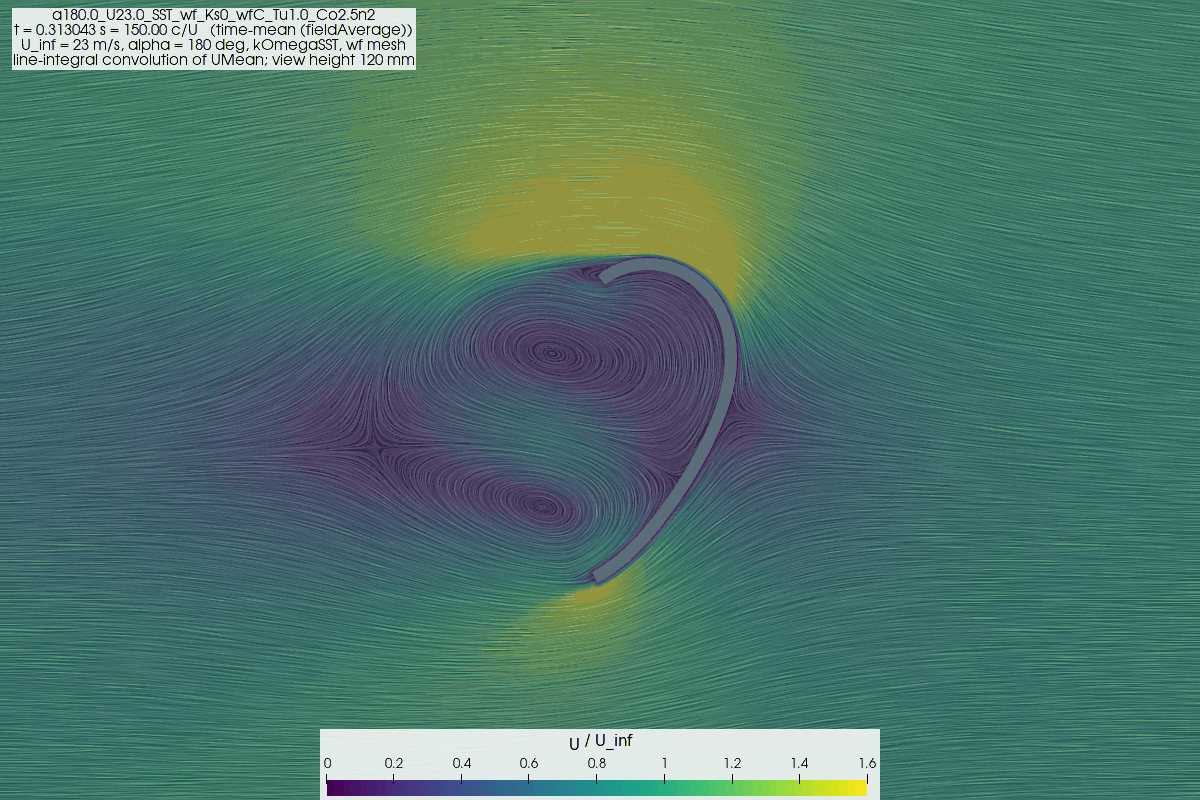 a180.0_U23.0_SST_wf_Ks0_wfC_Tu1.0_Co2.5n2
t = 0.313043 s = 150.00 c/U (time-mean (fieldAverage))
U_inf = 23 m/s, alpha = 180 deg, kOmegaSST, wf mesh
line-integral convolution of UMean; view height 120 mm
U / U_inf
0 0.2 0.4 0.6 0.8 1 1.2 1.4 1.6